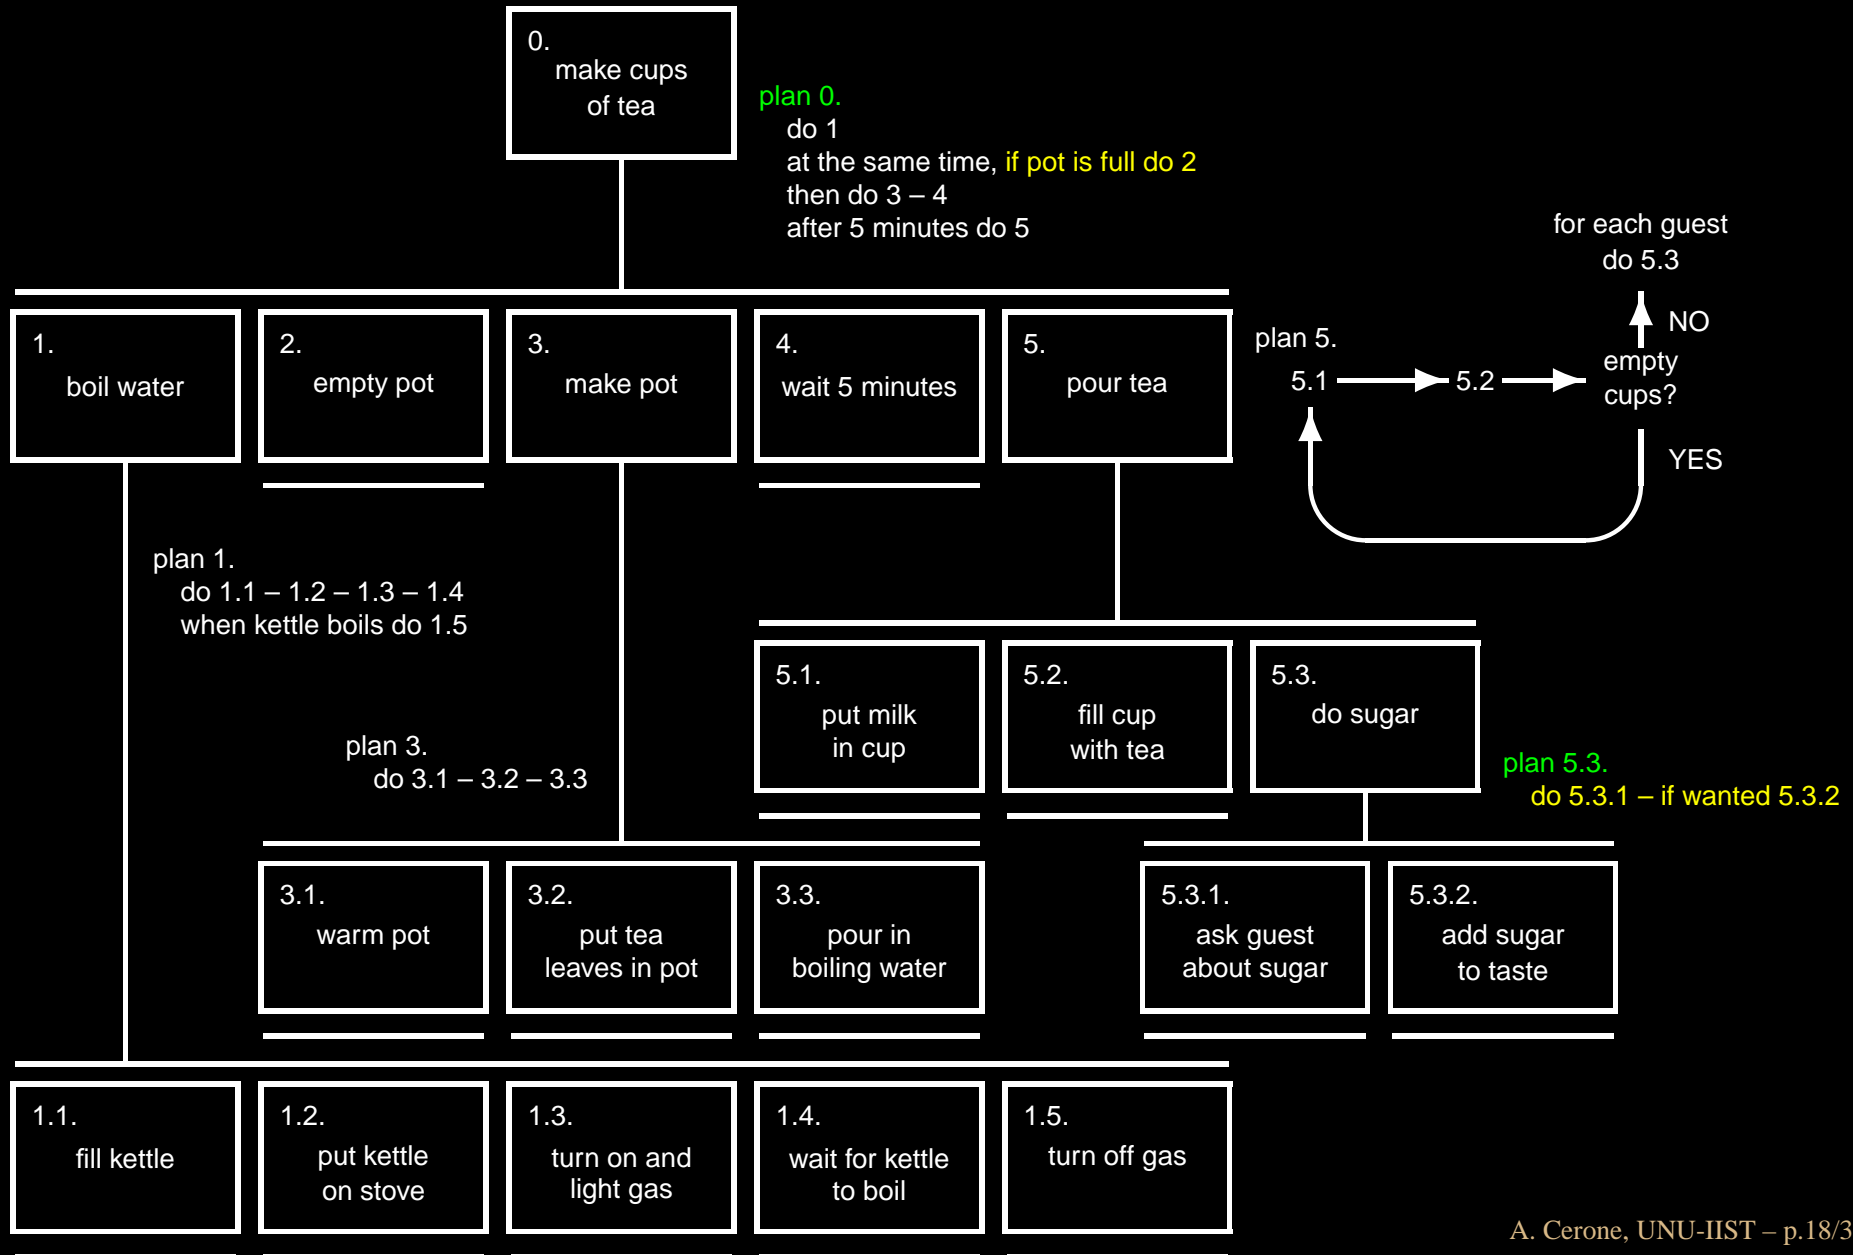 0.
make cups
of tea
plan 0.
do 1
at the same time, if pot is full do 2
then do 3 – 4
after 5 minutes do 5
for each guest
do 5.3
NO
1.
boil water
2.
empty pot
3.
make pot
4.
wait 5 minutes
5.
pour tea
plan 5.
5.1
5.2
empty
cups?
YES
plan 1.
do 1.1 – 1.2 – 1.3 – 1.4
when kettle boils do 1.5
5.1.
put milk
in cup
5.2.
fill cup
with tea
5.3.
do sugar
plan 3.
do 3.1 – 3.2 – 3.3
plan 5.3.
do 5.3.1 – if wanted 5.3.2
3.1.
warm pot
3.2.
put tea
leaves in pot
3.3.
pour in
boiling water
5.3.1.
ask guest
about sugar
5.3.2.
add sugar
to taste
1.1.
fill kettle
1.2.
put kettle
on stove
1.3.
turn on and
light gas
1.4.
wait for kettle
to boil
1.5.
turn off gas
A. Cerone, UNU-IIST – p.18/3